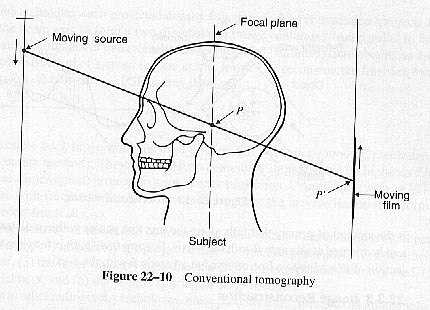 Focal plane
Moving source
P
P'
Moving
film
Subject
Figure 22–10 Conventional tomography